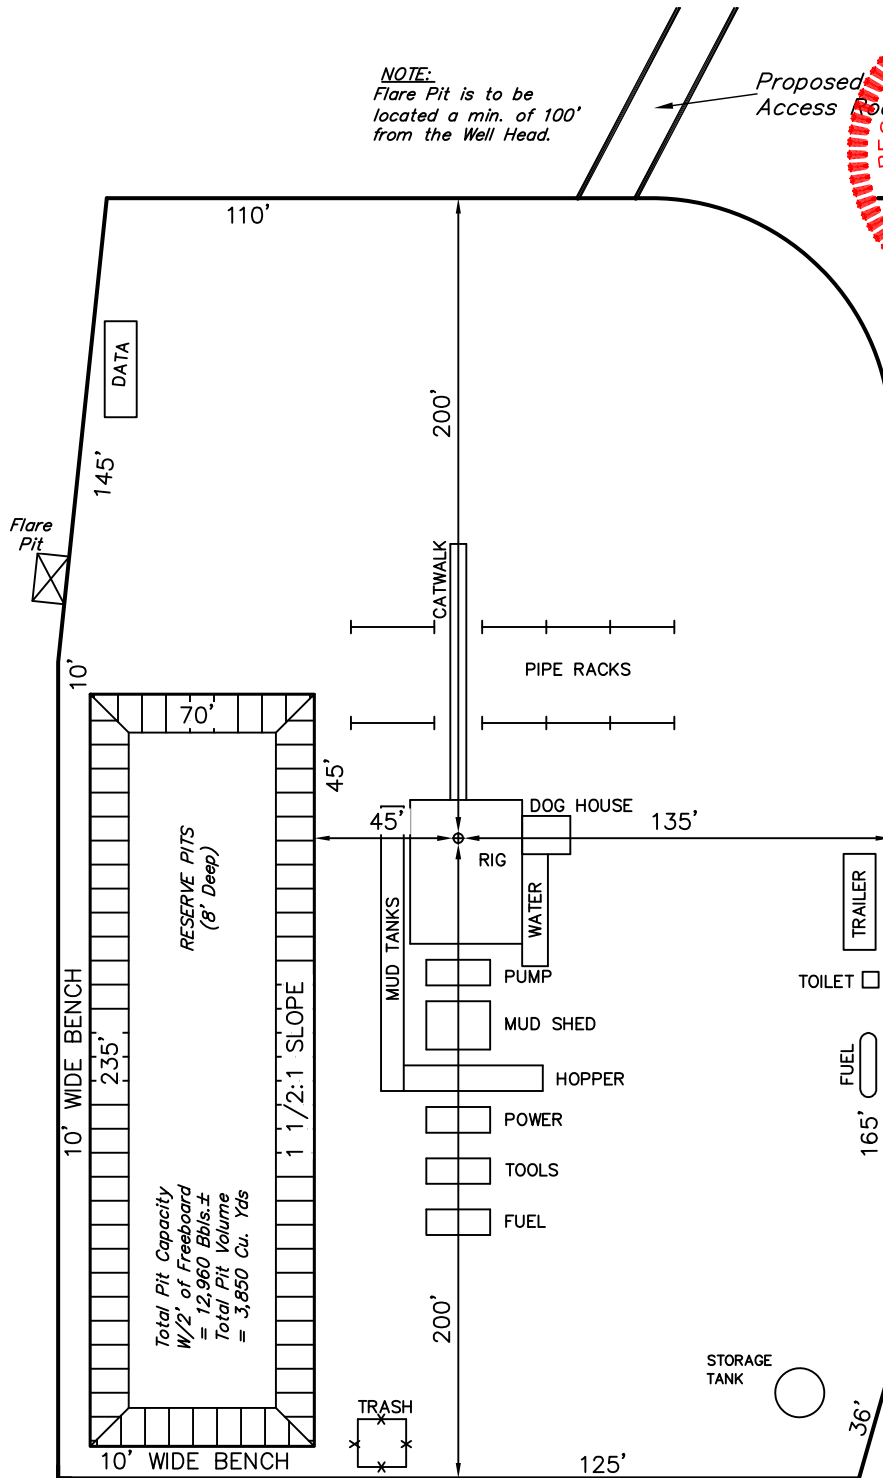 NOTE:
Flare Pit is to be
located a min. of 100'
from the Well Head.
Proposed
Access
110'
DATA
200'
145'
Flare
Pit
CATWALK
10'
PIPE RACKS
70'
45'
45'
DOG HOUSE
135'
RIG
RESERVE PITS
(8' Deep)
WATER
TRAILER
MUD TANKS
PUMP
TOILET
MUD SHED
10' WIDE BENCH
235'
1 1/2:1 SLOPE
HOPPER
FUEL
POWER
165'
TOOLS
FUEL
Total Pit Capacity
W/2' of Freeboard
= 12,960 Bbls.±
Total Pit Volume
= 3,850 Cu. Yds
200'
STORAGE
TANK
TRASH
36'
10' WIDE BENCH
125'